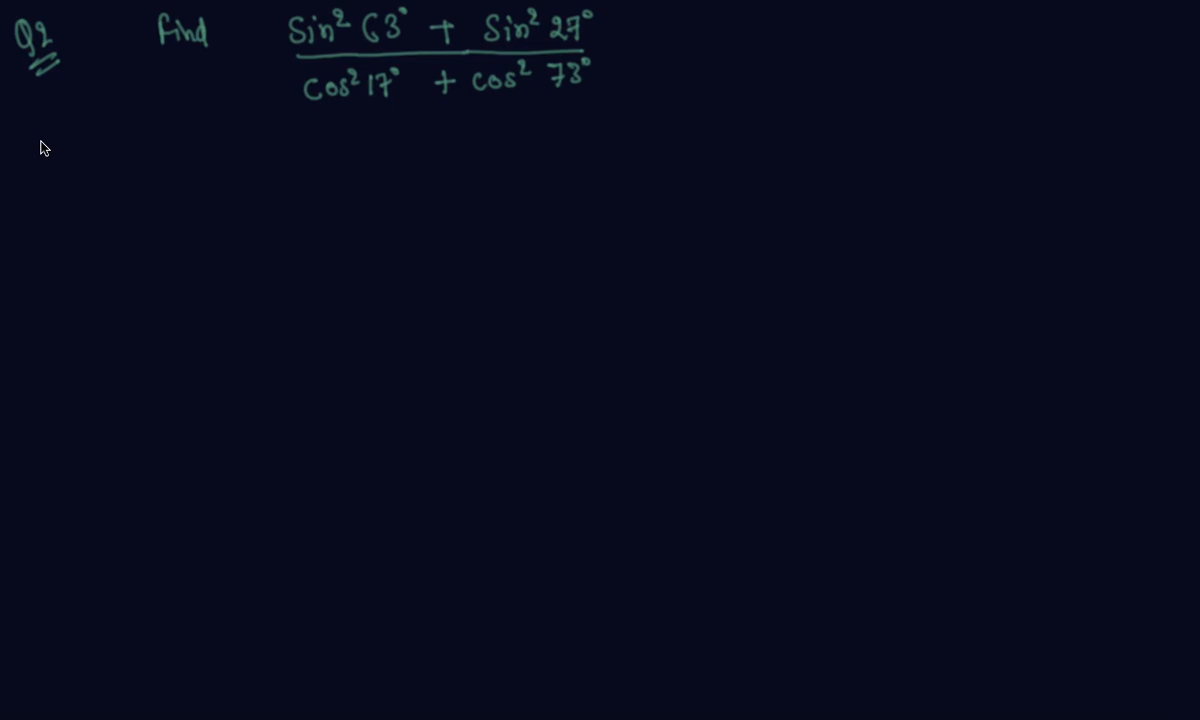 Q2 Find Sin² 63° + Sin² 27°
cos² 17° + cos² 73°